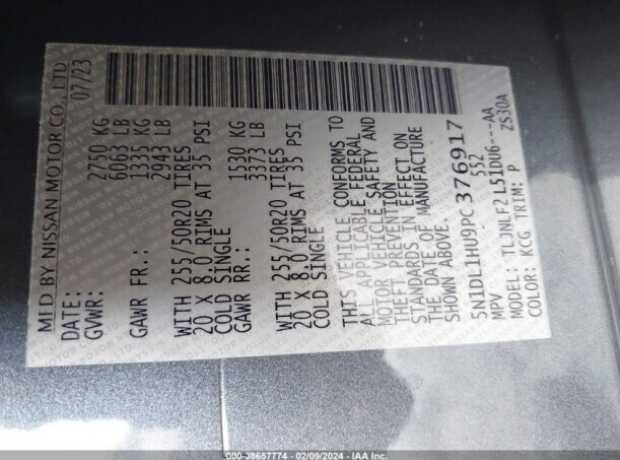 MFD BY NISSAN MOTOR CO., LTD
DATE: 07/23
GVWR: 2750 KG
6063 LB
GAWR FR.: 1335 KG
2943 LB
WITH 255/50R20 TIRES
20 X 8.0 RIMS AT 35 PSI
COLD SINGLE
GAWR RR.: 1530 KG
3373 LB
WITH 255/50R20 TIRES
20 X 8.0 RIMS AT 35 PSI
COLD SINGLE
THIS VEHICLE CONFORMS TO
ALL APPLICABLE FEDERAL
MOTOR VEHICLE SAFETY AND
THEFT PREVENTION
STANDARDS IN EFFECT ON
THE DATE OF MANUFACTURE
SHOWN ABOVE.
5N1DL1HU9PC376917
MPV 552
MODEL: TLJNLF2 L51DU6---AA
COLOR: KCG TRIM: P ZS30A
000-38657774 - 02/09/2024 - IAA Inc.